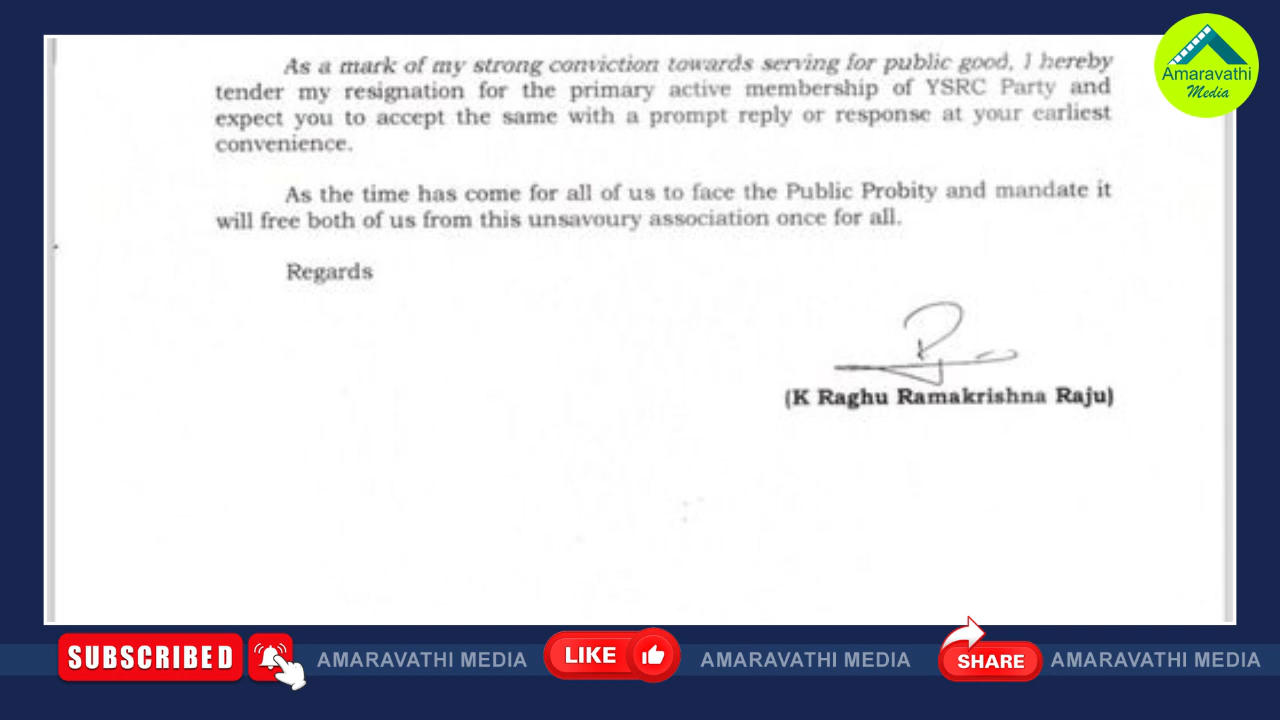 Amaravathi
Media
As a mark of my strong conviction towards serving for public good, I hereby
tender my resignation for the primary active membership of YSRC Party and
expect you to accept the same with a prompt reply or response at your earliest
convenience.
As the time has come for all of us to face the Public Probity and mandate it
will free both of us from this unsavoury association once for all.
Regards
(K Raghu Ramakrishna Raju)
SUBSCRIBED AMARAVATHI MEDIA LIKE AMARAVATHI MEDIA SHARE AMARAVATHI MEDIA